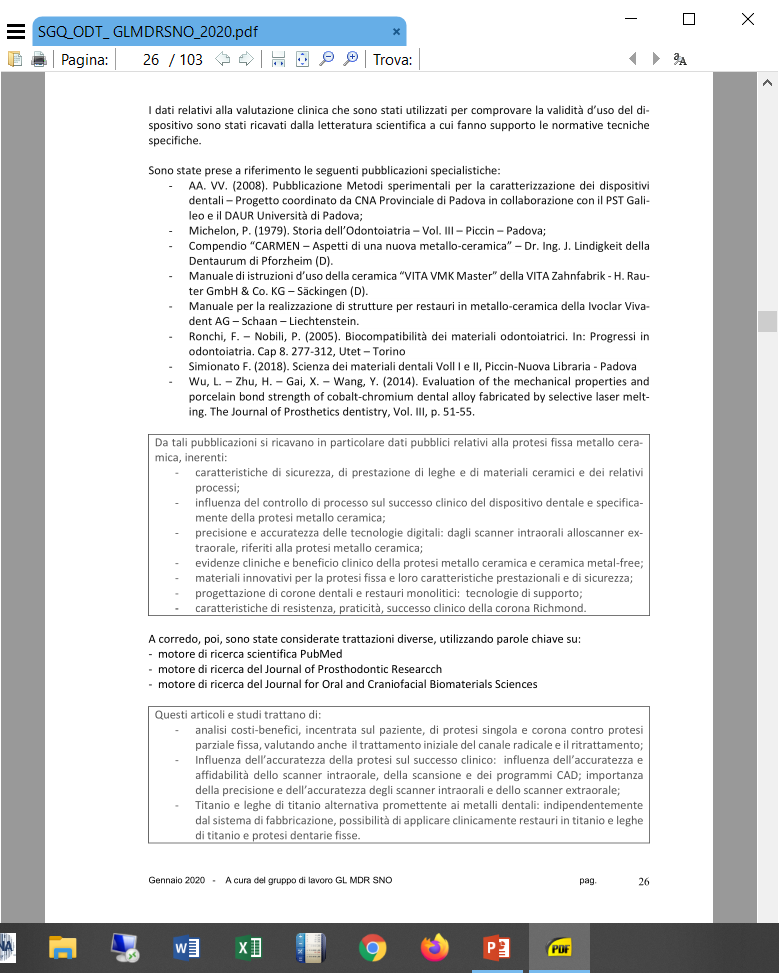 SGQ_ODT_ GLMDRSNO_2020.pdf
Pagina: 26 / 103 Trova:
I dati relativi alla valutazione clinica che sono stati utilizzati per comprovare la validità d'uso del di-
spositivo sono stati ricavati dalla letteratura scientifica a cui fanno supporto le normative tecniche
specifiche.
Sono state prese a riferimento le seguenti pubblicazioni specialistiche:
- AA. VV. (2008). Pubblicazione Metodi sperimentali per la caratterizzazione dei dispositivi
dentali – Progetto coordinato da CNA Provinciale di Padova in collaborazione con il PST Gali-
leo e il DAUR Università di Padova;
- Michelon, P. (1979). Storia dell'Odontoiatria – Vol. III – Piccin – Padova;
- Compendio "CARMEN – Aspetti di una nuova metallo-ceramica" – Dr. Ing. J. Lindigkeit della
Dentaurum di Pforzheim (D).
- Manuale di istruzioni d'uso della ceramica "VITA VMK Master" della VITA Zahnfabrik - H. Rau-
ter GmbH & Co. KG – Säckingen (D).
- Manuale per la realizzazione di strutture per restauri in metallo-ceramica della Ivoclar Viva-
dent AG – Schaan – Liechtenstein.
- Ronchi, F. – Nobili, P. (2005). Biocompatibilità dei materiali odontoiatrici. In: Progressi in
odontoiatria. Cap 8. 277-312, Utet – Torino
- Simionato F. (2018). Scienza dei materiali dentali Voll I e II, Piccin-Nuova Libraria - Padova
- Wu, L. – Zhu, H. – Gai, X. – Wang, Y. (2014). Evaluation of the mechanical properties and
porcelain bond strength of cobalt-chromium dental alloy fabricated by selective laser melt-
ing. The Journal of Prosthetics dentistry, Vol. III, p. 51-55.
Da tali pubblicazioni si ricavano in particolare dati pubblici relativi alla protesi fissa metallo cera-
mica, inerenti:
- caratteristiche di sicurezza, di prestazione di leghe e di materiali ceramici e dei relativi
processi;
- influenza del controllo di processo sul successo clinico del dispositivo dentale e specifica-
mente della protesi metallo ceramica;
- precisione e accuratezza delle tecnologie digitali: dagli scanner intraorali alloscanner ex-
traorale, riferiti alla protesi metallo ceramica;
- evidenze cliniche e beneficio clinico della protesi metallo ceramica e ceramica metal-free;
- materiali innovativi per la protesi fissa e loro caratteristiche prestazionali e di sicurezza;
- progettazione di corone dentali e restauri monolitici: tecnologie di supporto;
- caratteristiche di resistenza, praticità, successo clinico della corona Richmond.
A corredo, poi, sono state considerate trattazioni diverse, utilizzando parole chiave su:
- motore di ricerca scientifica PubMed
- motore di ricerca del Journal of Prosthodontic Researcch
- motore di ricerca del Journal for Oral and Craniofacial Biomaterials Sciences
Questi articoli e studi trattano di:
- analisi costi-benefici, incentrata sul paziente, di protesi singola e corona contro protesi
parziale fissa, valutando anche il trattamento iniziale del canale radicale e il ritrattamento;
- Influenza dell'accuratezza della protesi sul successo clinico: influenza dell'accuratezza e
affidabilità dello scanner intraorale, della scansione e dei programmi CAD; importanza
della precisione e dell'accuratezza degli scanner intraorali e dello scanner extraorale;
- Titanio e leghe di titanio alternativa promettente ai metalli dentali: indipendentemente
dal sistema di fabbricazione, possibilità di applicare clinicamente restauri in titanio e leghe
di titanio e protesi dentarie fisse.
Gennaio 2020 - A cura del gruppo di lavoro GL MDR SNO pag. 26
PDF